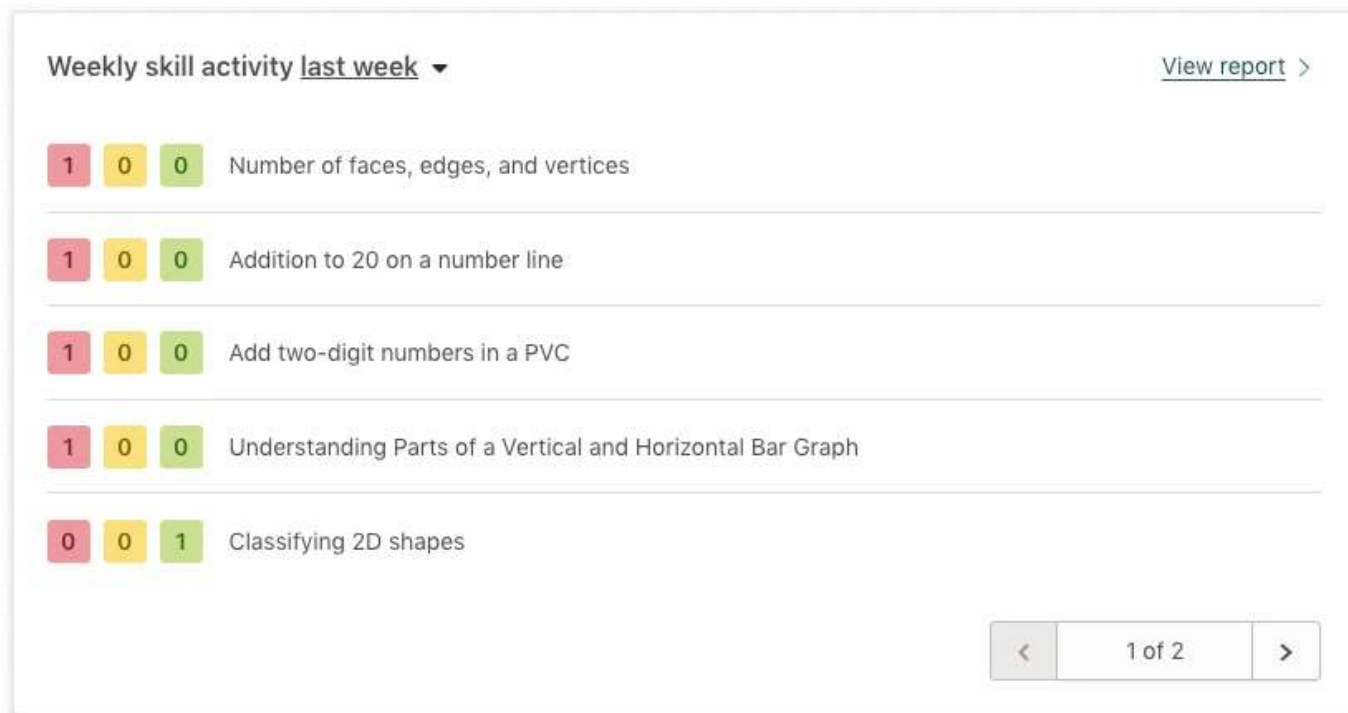 Weekly skill activity last week
View report >
1 0 0 Number of faces, edges, and vertices
1 0 0 Addition to 20 on a number line
1 0 0 Add two-digit numbers in a PVC
1 0 0 Understanding Parts of a Vertical and Horizontal Bar Graph
0 0 1 Classifying 2D shapes
< 1 of 2 >